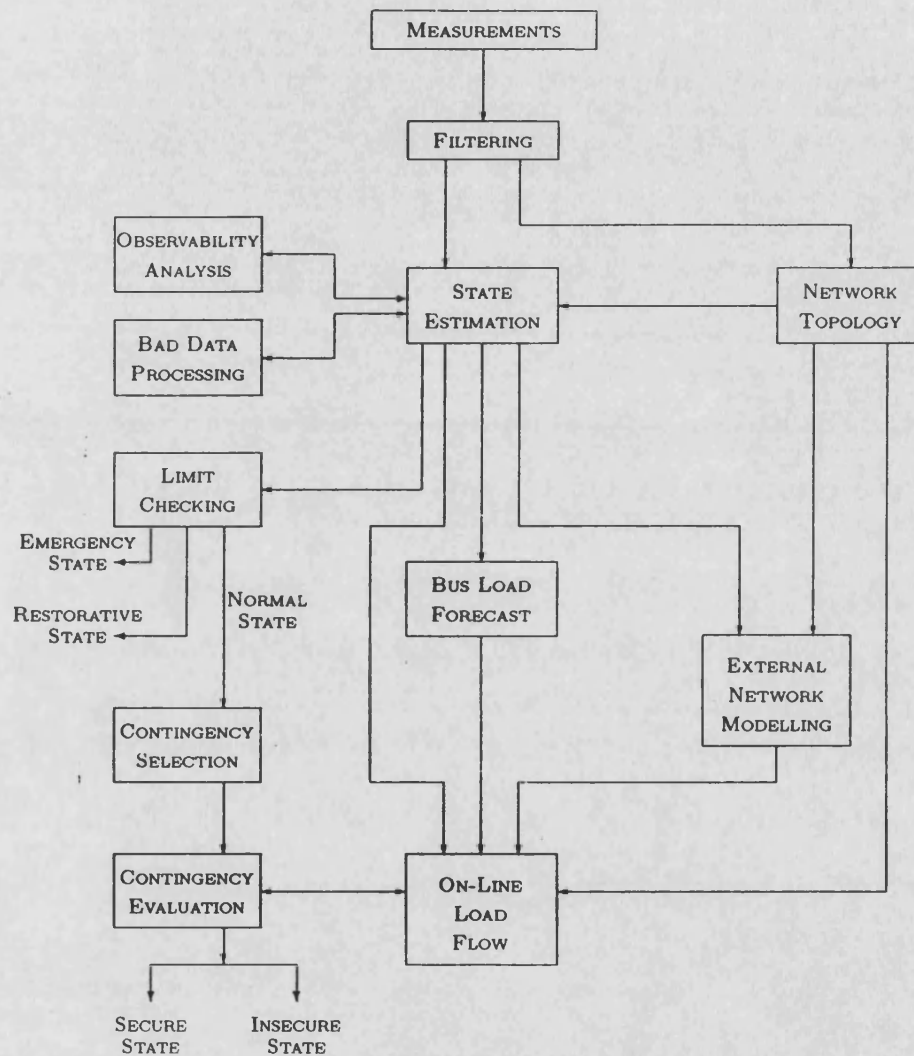 MEASUREMENTS
FILTERING
OBSERVABILITY
ANALYSIS
STATE
ESTIMATION
NETWORK
TOPOLOGY
BAD DATA
PROCESSING
LIMIT
CHECKING
EMERGENCY
STATE
RESTORATIVE
STATE
NORMAL
STATE
BUS LOAD
FORECAST
EXTERNAL
NETWORK
MODELLING
CONTINGENCY
SELECTION
CONTINGENCY
EVALUATION
ON-LINE
LOAD
FLOW
SECURE
STATE
INSECURE
STATE